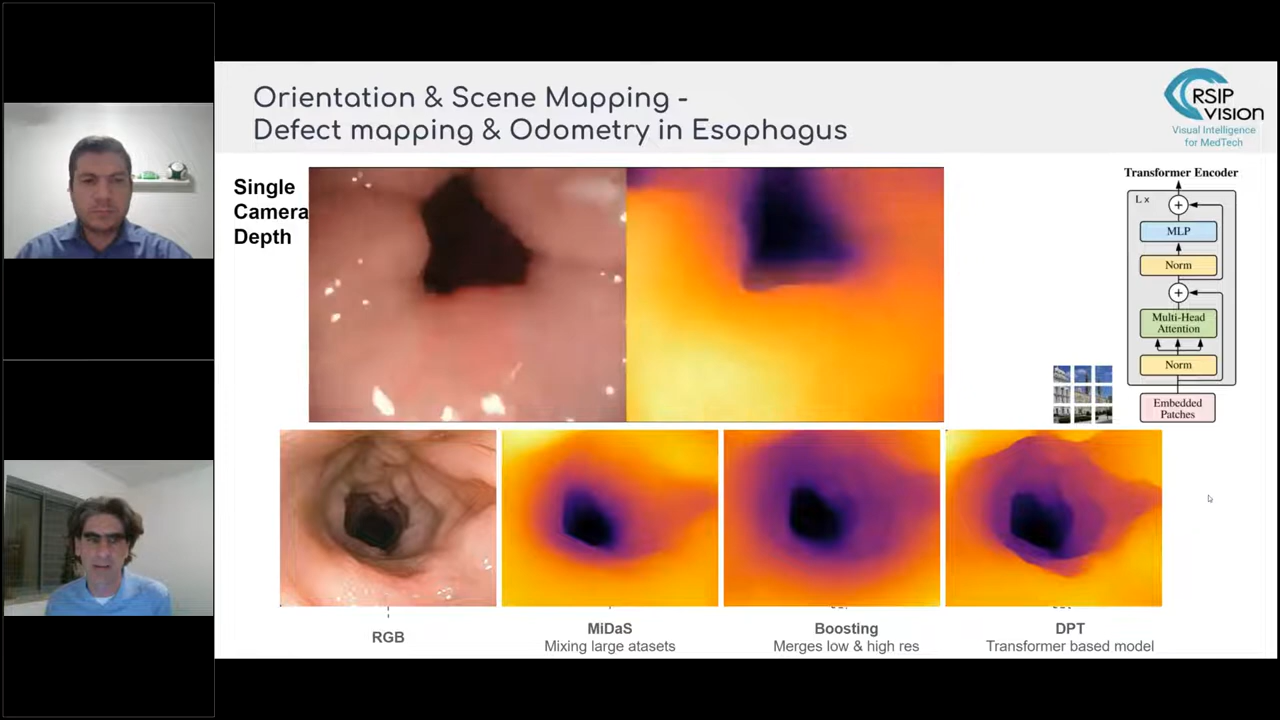 Orientation & Scene Mapping -
Defect mapping & Odometry in Esophagus
RSIP
vision
Visual Intelligence
for MedTech
Single
Camera
Depth
Transformer Encoder
L x
+
MLP
Norm
+
Multi-Head
Attention
Norm
Embedded
Patches
RGB
MiDaS
Mixing large atasets
Boosting
Merges low & high res
DPT
Transformer based model